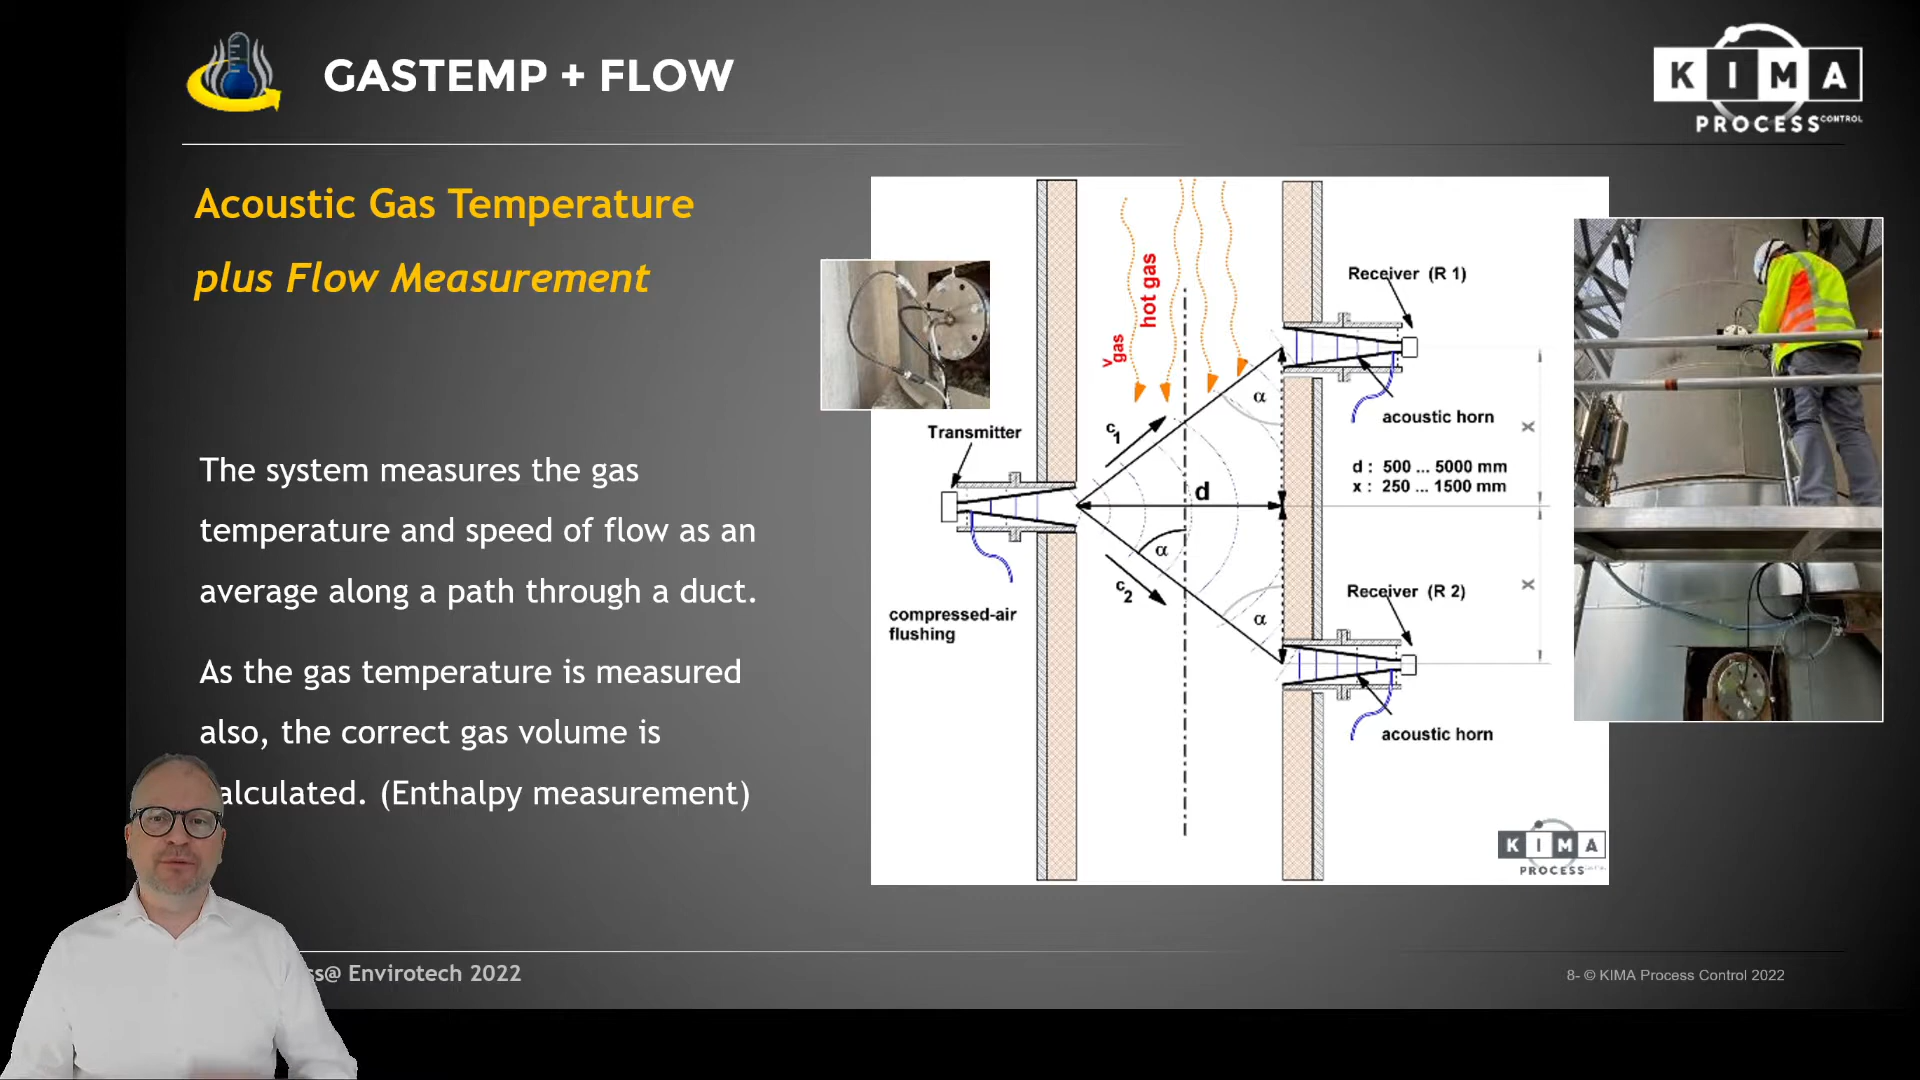 GASTEMP + FLOW
KIMA
PROCESS CONTROL
Acoustic Gas Temperature
plus Flow Measurement
The system measures the gas
temperature and speed of flow as an
average along a path through a duct.
As the gas temperature is measured
also, the correct gas volume is
alculated. (Enthalpy measurement)
hot gas
v gas
Receiver (R 1)
α
acoustic horn
c1
x
Transmitter
d : 500 ... 5000 mm
x : 250 ... 1500 mm
d
α
c2
x
Receiver (R 2)
compressed-air
flushing
α
acoustic horn
KIMA
PROCESS
ss@ Envirotech 2022
8- © KIMA Process Control 2022